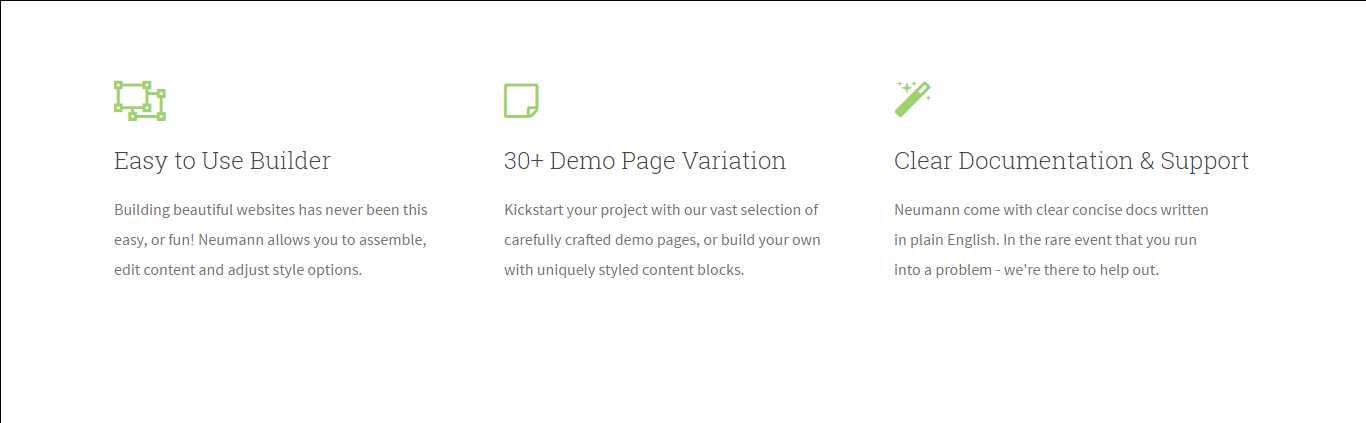 Easy to Use Builder
Building beautiful websites has never been this
easy, or fun! Neumann allows you to assemble,
edit content and adjust style options.
30+ Demo Page Variation
Kickstart your project with our vast selection of
carefully crafted demo pages, or build your own
with uniquely styled content blocks.
Clear Documentation & Support
Neumann come with clear concise docs written
in plain English. In the rare event that you run
into a problem - we're there to help out.